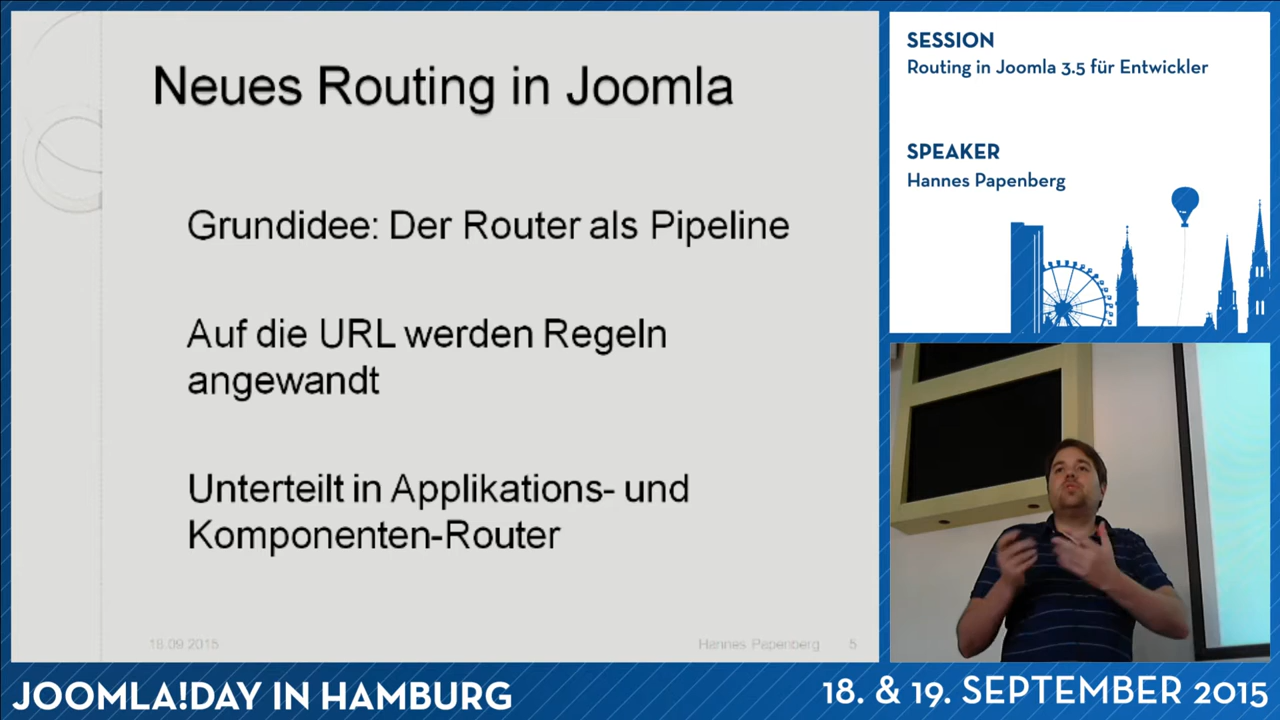 Neues Routing in Joomla
Grundidee: Der Router als Pipeline
Auf die URL werden Regeln
angewandt
Unterteilt in Applikations- und
Komponenten-Router
18.09.2015
Hannes Papenberg
5
SESSION
Routing in Joomla 3.5 für Entwickler
SPEAKER
Hannes Papenberg
JOOMLA!DAY IN HAMBURG
18. & 19. SEPTEMBER 2015